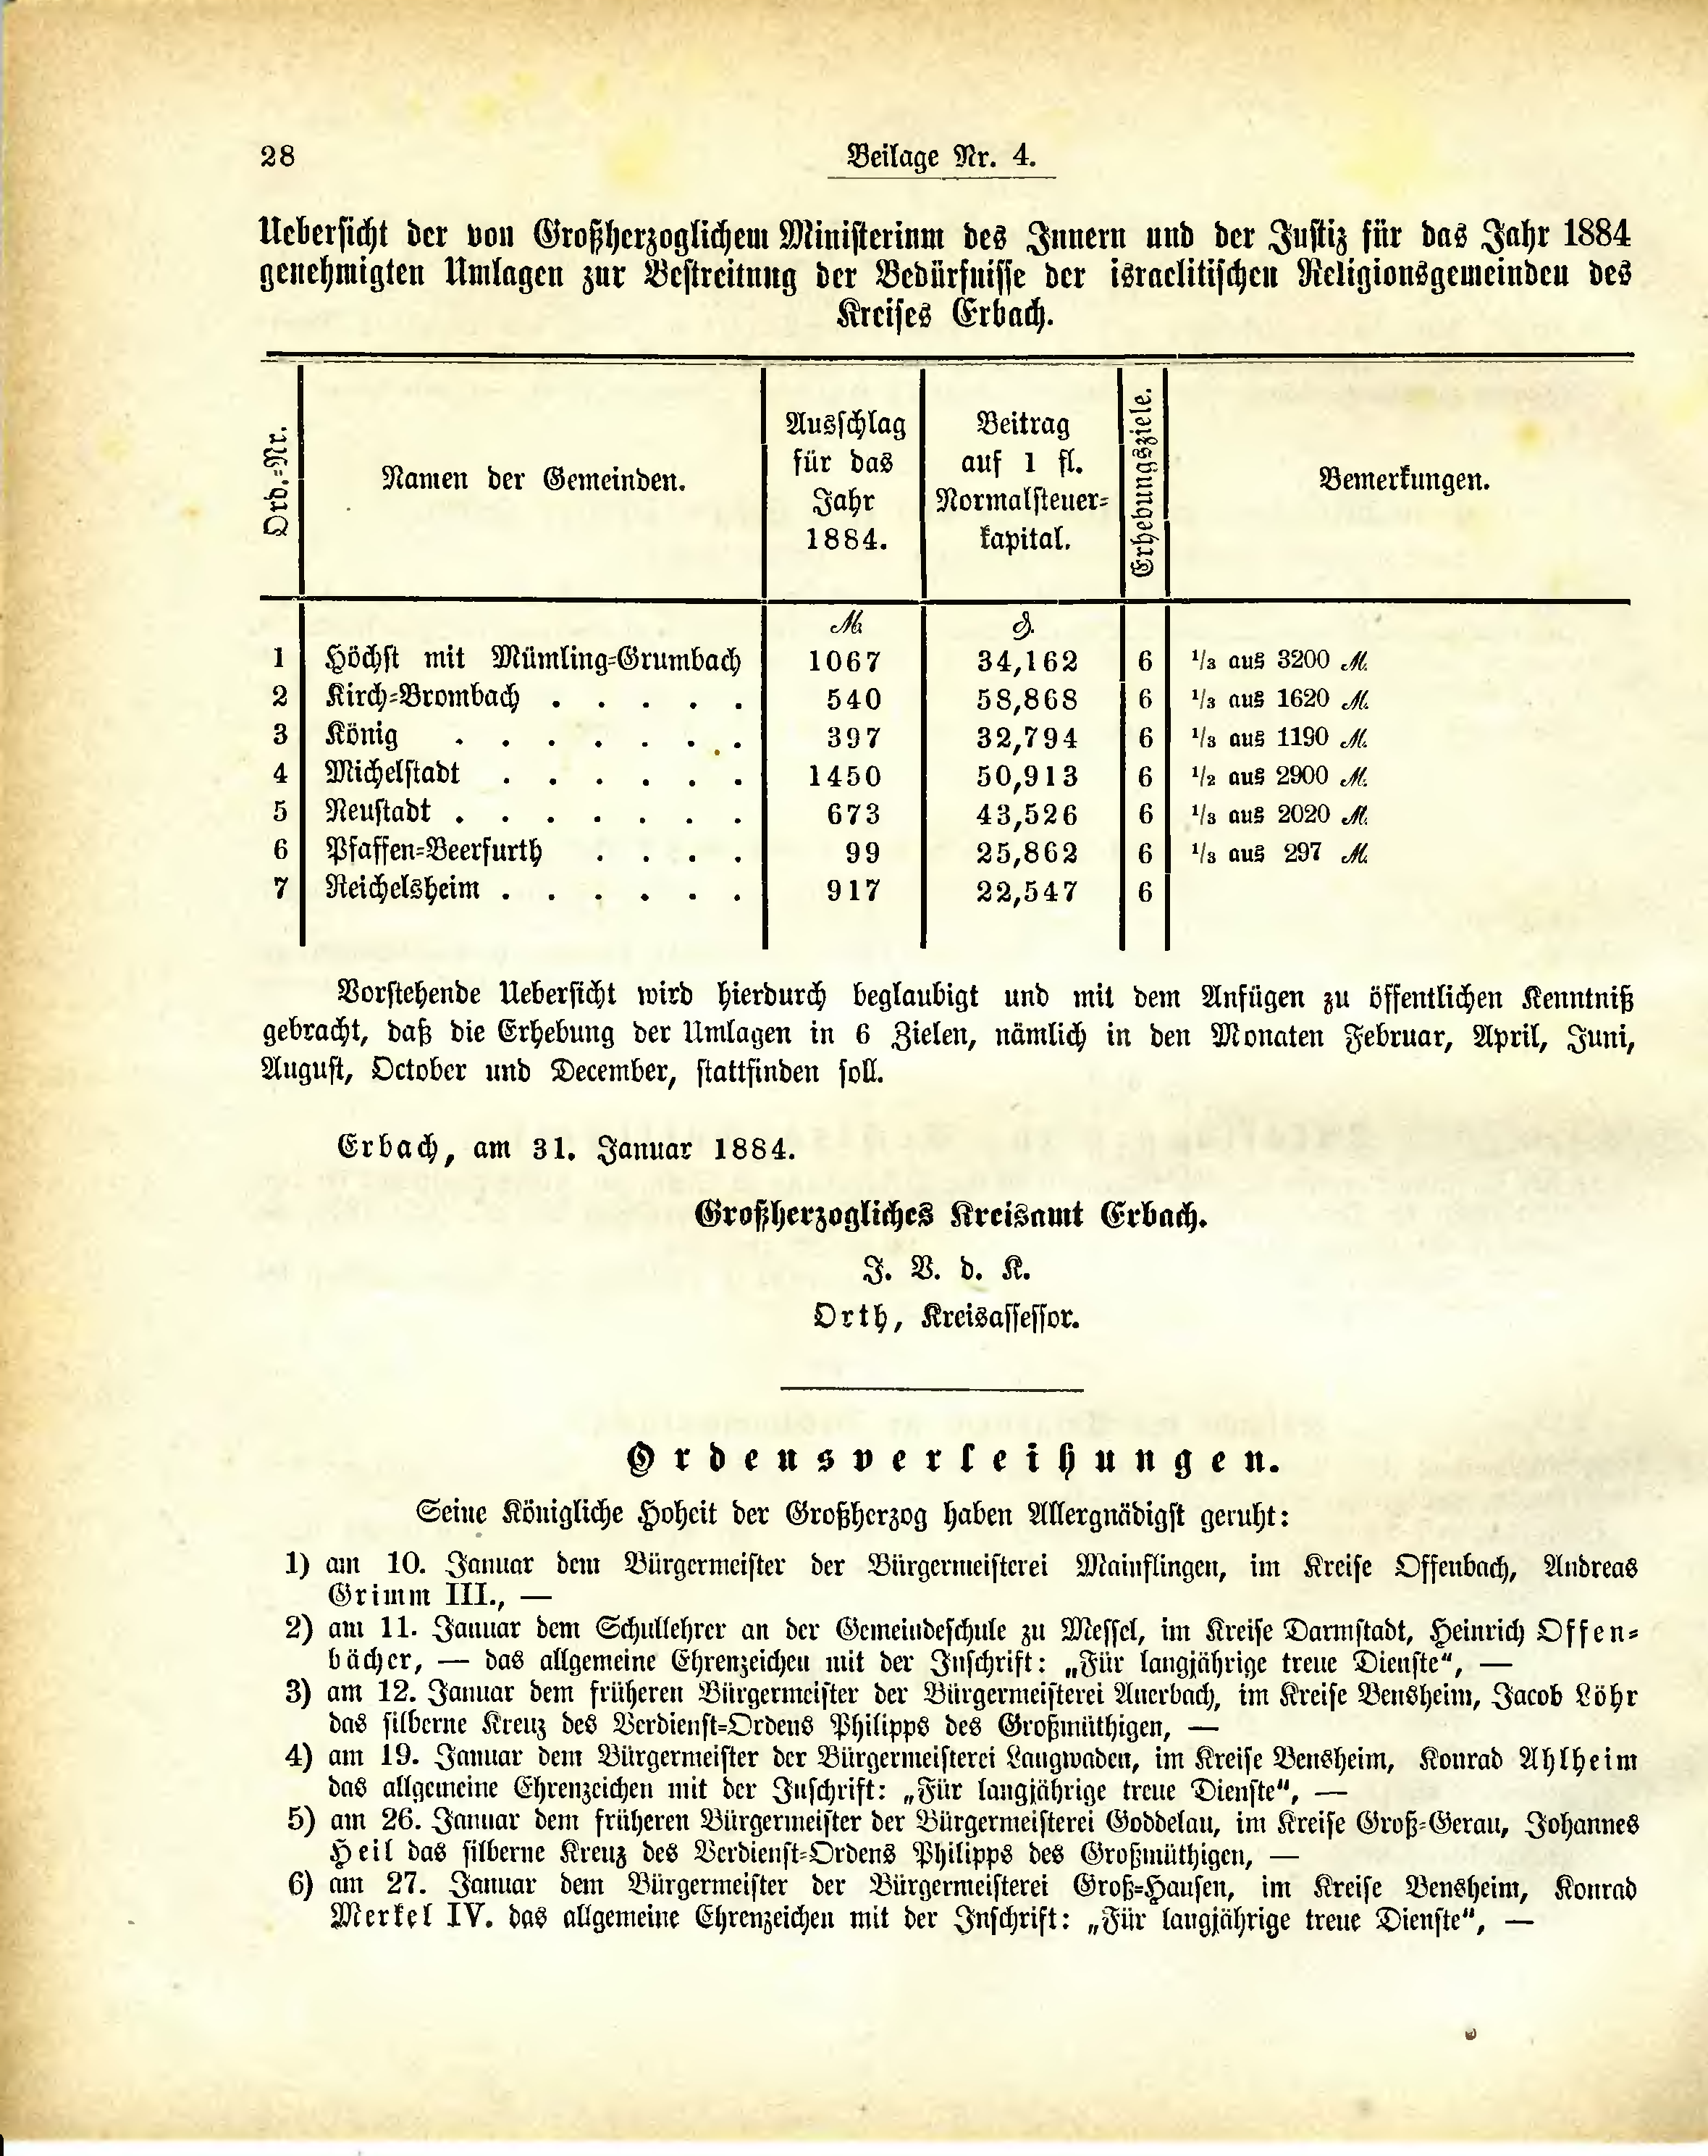 28
Beilage Nr. 4.
Uebersicht der von Großherzoglichem Ministerium des Innern und der Justiz für das Jahr 1884
genehmigten Umlagen zur Bestreitung der Bedürfnisse der israelitischen Religionsgemeinden des
Kreises Erbach.
Ord.-Nr. Namen der Gemeinden. Ausschlag für das Jahr 1884. Beitrag auf 1 fl. Normalsteuer-kapital. Erhebungsziele. Bemerkungen.
ℳ ₰.
1 Höchst mit Mümling-Grumbach 1067 34,162 6 1/3 aus 3200 ℳ.
2 Kirch-Brombach . . . . . 540 58,868 6 1/3 aus 1620 ℳ.
3 König . . . . . . . 397 32,794 6 1/3 aus 1190 ℳ.
4 Michelstadt . . . . . . 1450 50,913 6 1/2 aus 2900 ℳ.
5 Neustadt . . . . . . . 673 43,526 6 1/3 aus 2020 ℳ.
6 Pfaffen-Beerfurth . . . . 99 25,862 6 1/3 aus 297 ℳ.
7 Reichelsheim . . . . . . 917 22,547 6
Vorstehende Uebersicht wird hierdurch beglaubigt und mit dem Anfügen zu öffentlichen Kenntniß
gebracht, daß die Erhebung der Umlagen in 6 Zielen, nämlich in den Monaten Februar, April, Juni,
August, October und December, stattfinden soll.
Erbach, am 31. Januar 1884.
Großherzogliches Kreisamt Erbach.
J. V. d. K.
Orth, Kreisassessor.
Ordensverleihungen.
Seine Königliche Hoheit der Großherzog haben Allergnädigst geruht:
1) am 10. Januar dem Bürgermeister der Bürgermeisterei Mainflingen, im Kreise Offenbach, Andreas
Grimm III., —
2) am 11. Januar dem Schullehrer an der Gemeindeschule zu Messel, im Kreise Darmstadt, Heinrich Offen-
bächer, — das allgemeine Ehrenzeichen mit der Inschrift: „Für langjährige treue Dienste“, —
3) am 12. Januar dem früheren Bürgermeister der Bürgermeisterei Auerbach, im Kreise Bensheim, Jacob Löhr
das silberne Kreuz des Verdienst-Ordens Philipps des Großmüthigen, —
4) am 19. Januar dem Bürgermeister der Bürgermeisterei Langwaden, im Kreise Bensheim, Konrad Ahlheim
das allgemeine Ehrenzeichen mit der Inschrift: „Für langjährige treue Dienste“, —
5) am 26. Januar dem früheren Bürgermeister der Bürgermeisterei Goddelau, im Kreise Groß-Gerau, Johannes
Heil das silberne Kreuz des Verdienst-Ordens Philipps des Großmüthigen, —
6) am 27. Januar dem Bürgermeister der Bürgermeisterei Groß-Hausen, im Kreise Bensheim, Konrad
Merkel IV. das allgemeine Ehrenzeichen mit der Inschrift: „Für langjährige treue Dienste“, —